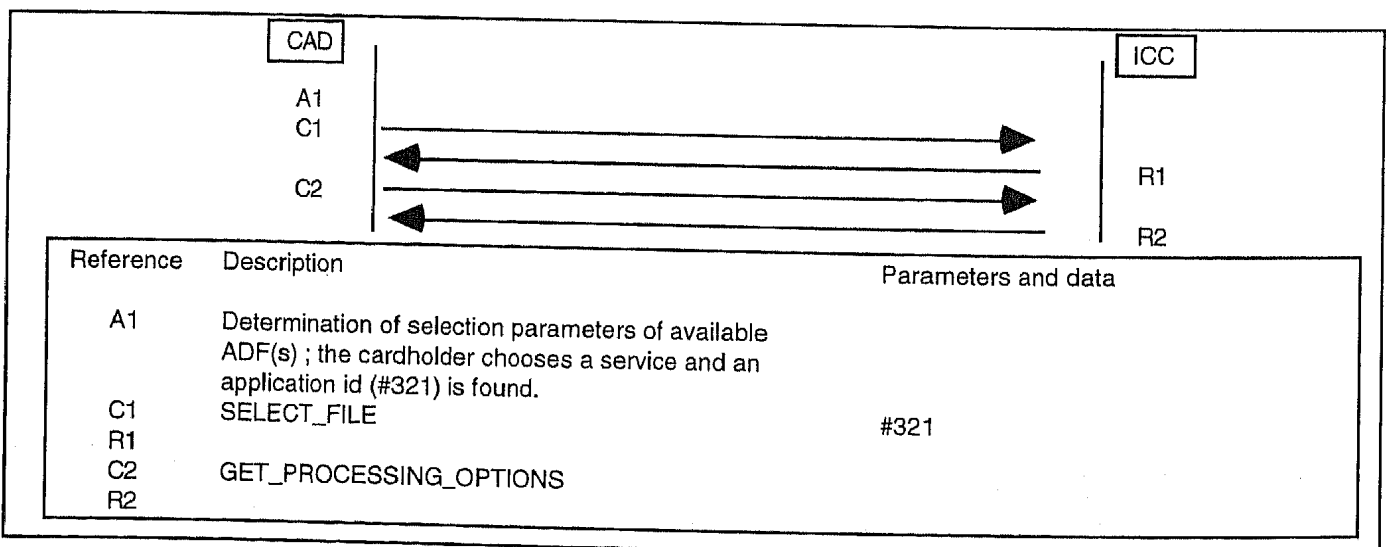 CAD ICC
A1
C1
R1
C2
R2
Reference Description Parameters and data
A1 Determination of selection parameters of available
ADF(s) ; the cardholder chooses a service and an
application id (#321) is found.
C1 SELECT_FILE #321
R1
C2 GET_PROCESSING_OPTIONS
R2